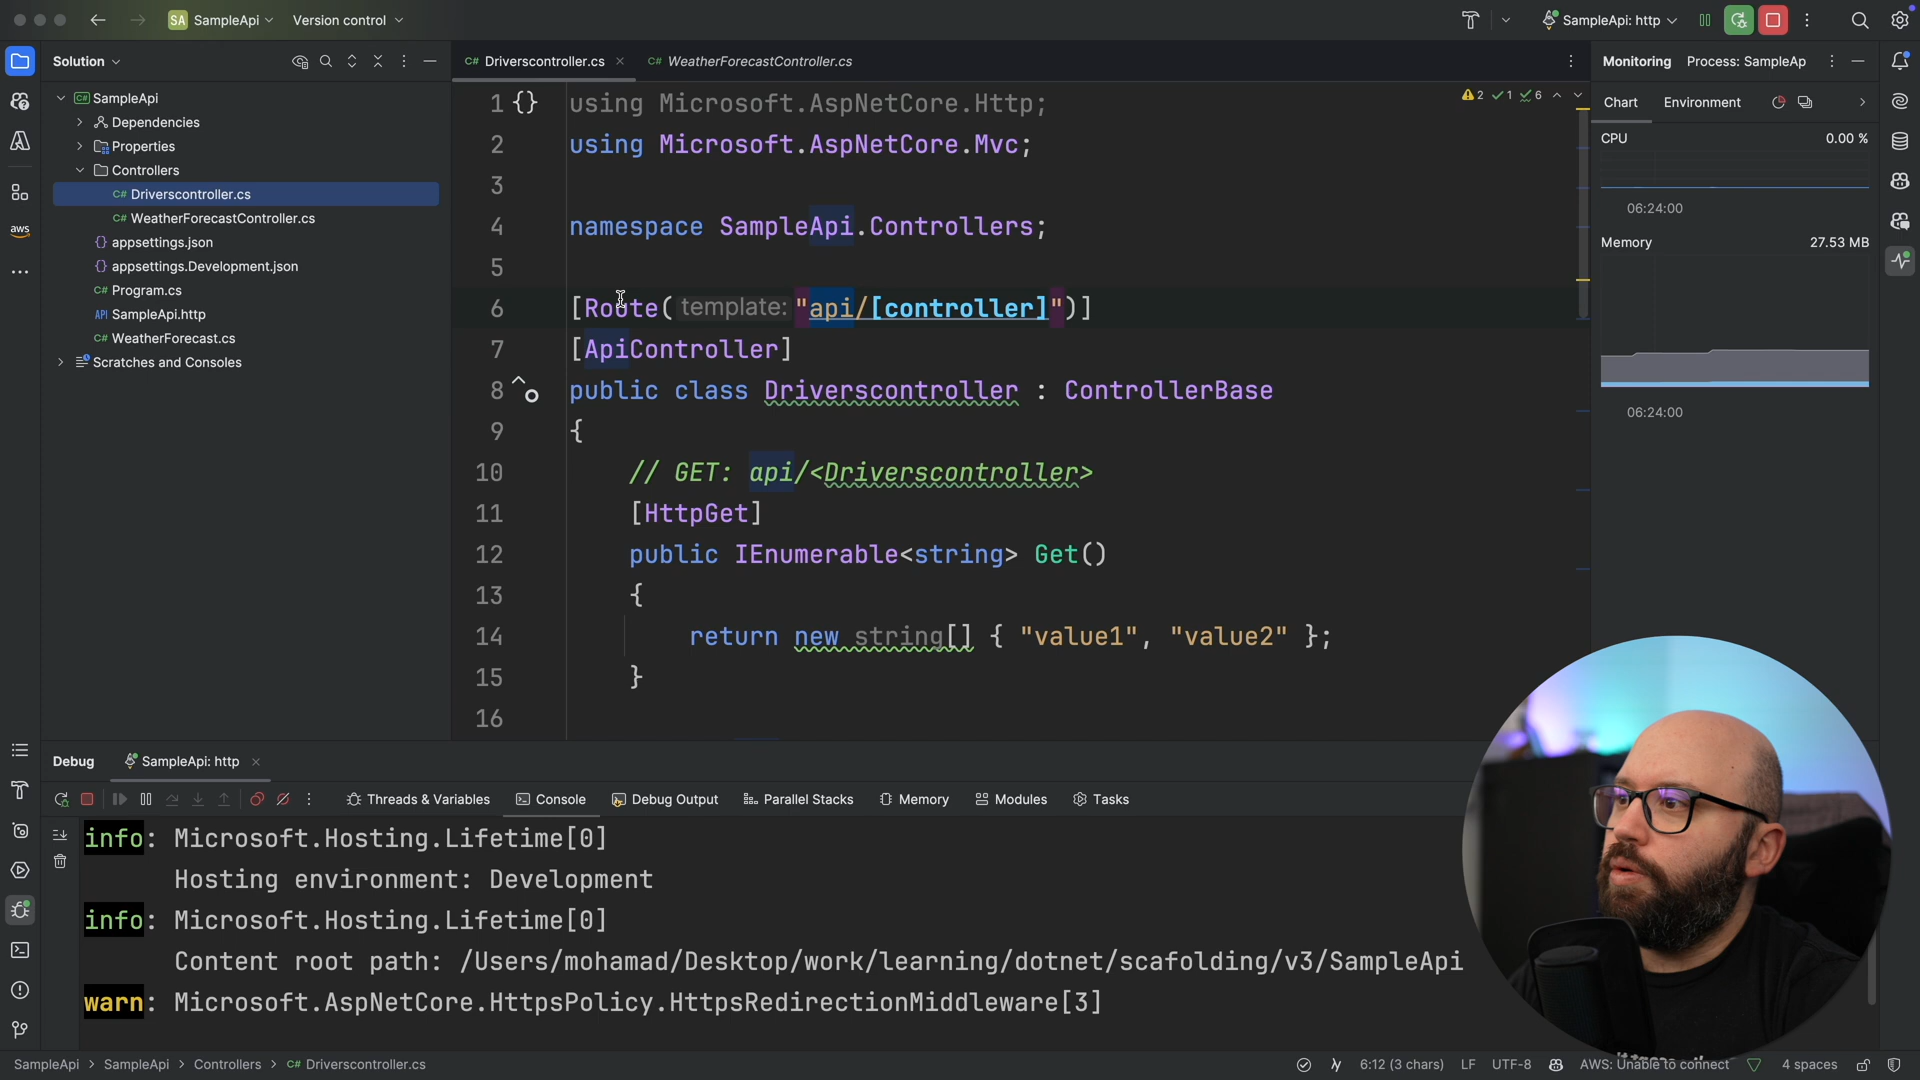 SA SampleApi Version control SampleApi: http
Solution
SampleApi
Dependencies
Properties
Controllers
C# Driverscontroller.cs
C# WeatherForecastController.cs
{} appsettings.json
{} appsettings.Development.json
C# Program.cs
API SampleApi.http
C# WeatherForecast.cs
Scratches and Consoles
aws
C# Driverscontroller.cs C# WeatherForecastController.cs
2 1 6
1 {} using Microsoft.AspNetCore.Http;
2 using Microsoft.AspNetCore.Mvc;
3
4 namespace SampleApi.Controllers;
5
6 [Route( template: "api/[controller]")]
7 [ApiController]
8 public class Driverscontroller : ControllerBase
9 {
10 // GET: api/<Driverscontroller>
11 [HttpGet]
12 public IEnumerable<string> Get()
13 {
14 return new string[] { "value1", "value2" };
15 }
16
Monitoring Process: SampleAp
Chart Environment
CPU 0.00 %
06:24:00
Memory 27.53 MB
06:24:00
Debug SampleApi: http
Threads & Variables Console Debug Output Parallel Stacks Memory Modules Tasks
info: Microsoft.Hosting.Lifetime[0]
Hosting environment: Development
info: Microsoft.Hosting.Lifetime[0]
Content root path: /Users/mohamad/Desktop/work/learning/dotnet/scafolding/v3/SampleApi
warn: Microsoft.AspNetCore.HttpsPolicy.HttpsRedirectionMiddleware[3]
SampleApi > SampleApi > Controllers > C# Driverscontroller.cs 6:12 (3 chars) LF UTF-8 AWS: Unable to connect 4 spaces